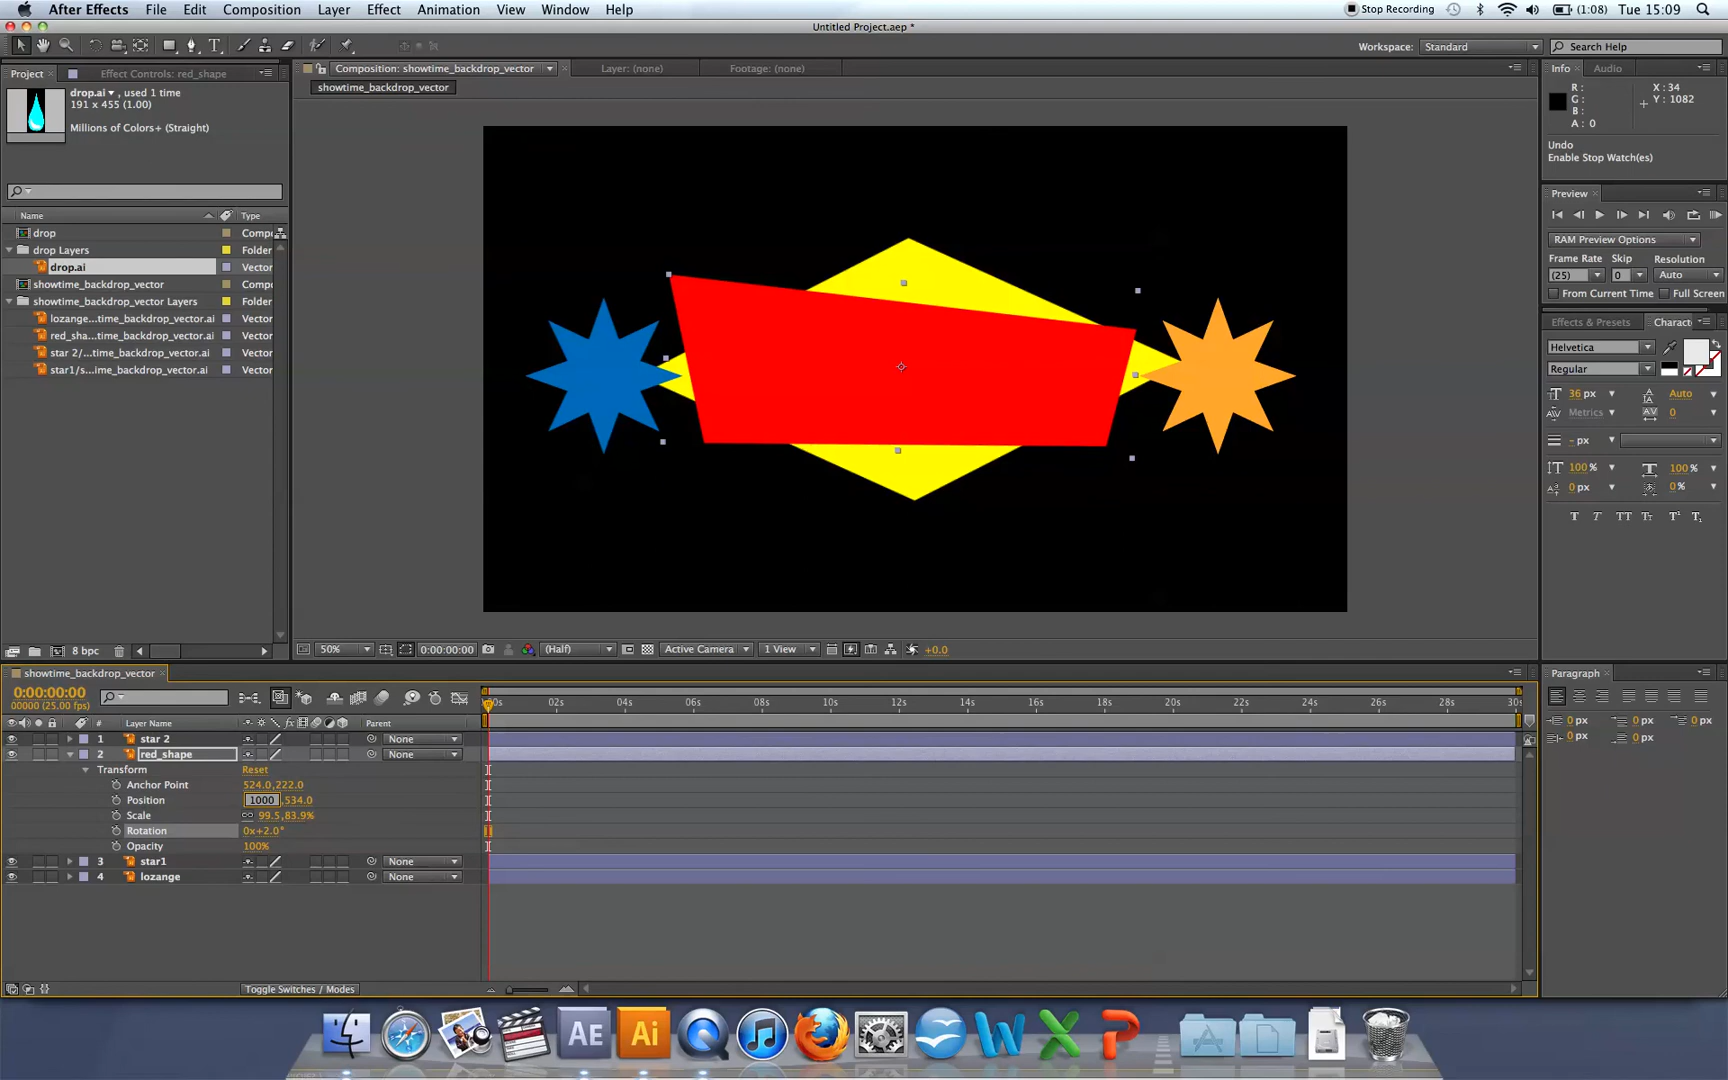 After Effects File Edit Composition Layer Effect Animation View Window Help Stop Recording (1:08) Tue 15:09
Untitled Project.aep *
Workspace: Standard Search Help
Project Effect Controls: red_shape Composition: showtime_backdrop_vector Layer: (none) Footage: (none) Info Audio
showtime_backdrop_vector
drop.ai , used 1 time
191 x 455 (1.00)
Millions of Colors+ (Straight)
R :
G :
B :
A : 0
X : 34
Y : 1082
Undo
Enable Stop Watch(es)
Preview
RAM Preview Options
Frame Rate Skip Resolution
(25) 0 Auto
From Current Time Full Screen
Name Type
drop Compo
drop Layers Folder
drop.ai Vector
showtime_backdrop_vector Compo
showtime_backdrop_vector Layers Folder
lozange...time_backdrop_vector.ai Vector
red_sha...time_backdrop_vector.ai Vector
star 2/...time_backdrop_vector.ai Vector
star1/s...ime_backdrop_vector.ai Vector
Effects & Presets Charact
Helvetica
Regular
36 px Auto
Metrics 0
- px
100 % 100 %
0 px 0 %
T T TT Tr T¹ T₁
8 bpc
50% 0:00:00:00 (Half) Active Camera 1 View +0.0
showtime_backdrop_vector
0:00:00:00
00000 (25.00 fps)
00s 02s 04s 06s 08s 10s 12s 14s 16s 18s 20s 22s 24s 26s 28s 30s
# Layer Name fx Parent
1 star 2 None
2 red_shape None
Transform Reset
Anchor Point 524.0,222.0
Position 1000 ,534.0
Scale 99.5,83.9%
Rotation 0x+2.0°
Opacity 100%
3 star1 None
4 lozange None
Toggle Switches / Modes
Paragraph
0 px 0 px 0 px
0 px 0 px
AE Ai